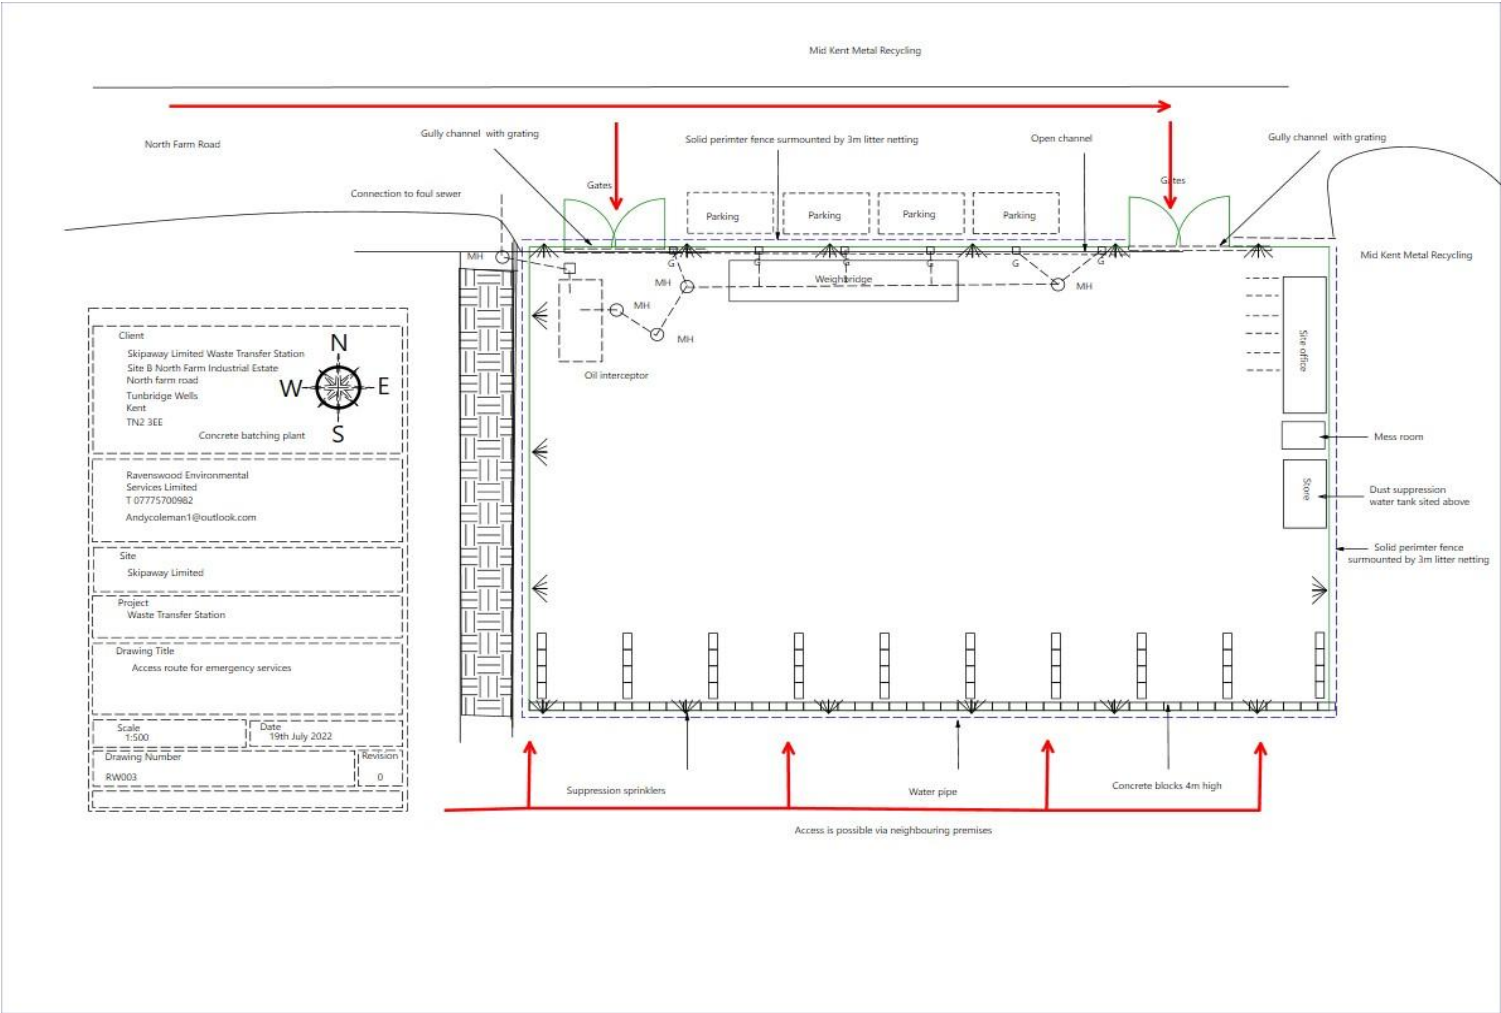 Mid Kent Metal Recycling
North Farm Road
Gully channel with grating
Solid perimter fence surmounted by 3m litter netting
Open channel
Gully channel with grating
Connection to foul sewer
Gates
Gates
Parking
Parking
Parking
Parking
MH
G
G
G
G
G
G
Mid Kent Metal Recycling
Weighbridge
MH
MH
MH
MH
Oil interceptor
Site office
Mess room
Store
Dust suppression
water tank sited above
Solid perimter fence
surmounted by 3m litter netting
Client
Skipaway Limited Waste Transfer Station
Site B North Farm Industrial Estate
North farm road
Tunbridge Wells
Kent
TN2 3EE
Concrete batching plant
N
W
E
S
Ravenswood Environmental
Services Limited
T 07775700982
Andycoleman1@outlook.com
Site
Skipaway Limited
Project
Waste Transfer Station
Drawing Title
Access route for emergency services
Scale
1:500
Date
19th July 2022
Drawing Number
RW003
Revision
0
Suppression sprinklers
Water pipe
Concrete blocks 4m high
Access is possible via neighbouring premises